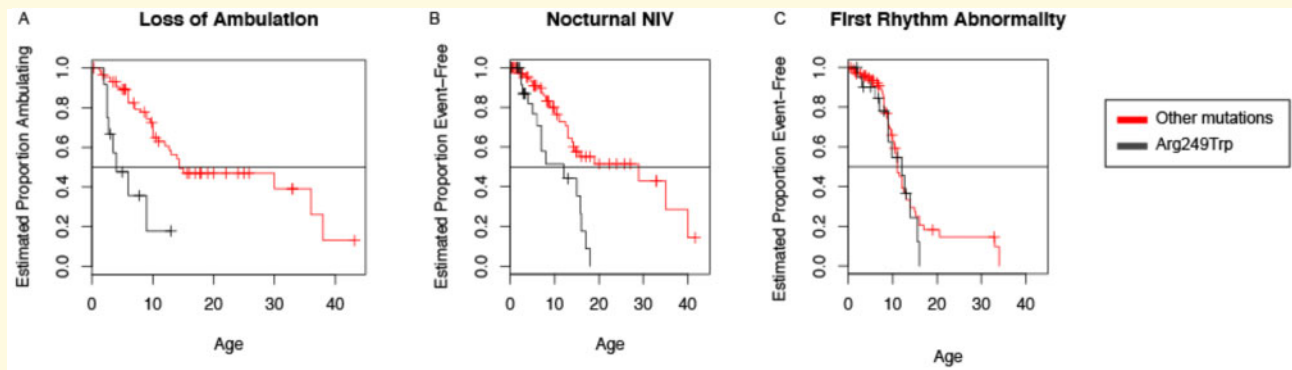 A Loss of Ambulation
Estimated Proportion Ambulating
1.0
0.8
0.6
0.4
0.2
0.0
0 10 20 30 40
Age
B Nocturnal NIV
Estimated Proportion Event-Free
1.0
0.8
0.6
0.4
0.2
0.0
0 10 20 30 40
Age
C First Rhythm Abnormality
Estimated Proportion Event-Free
1.0
0.8
0.6
0.4
0.2
0.0
0 10 20 30 40
Age
Other mutations
Arg249Trp